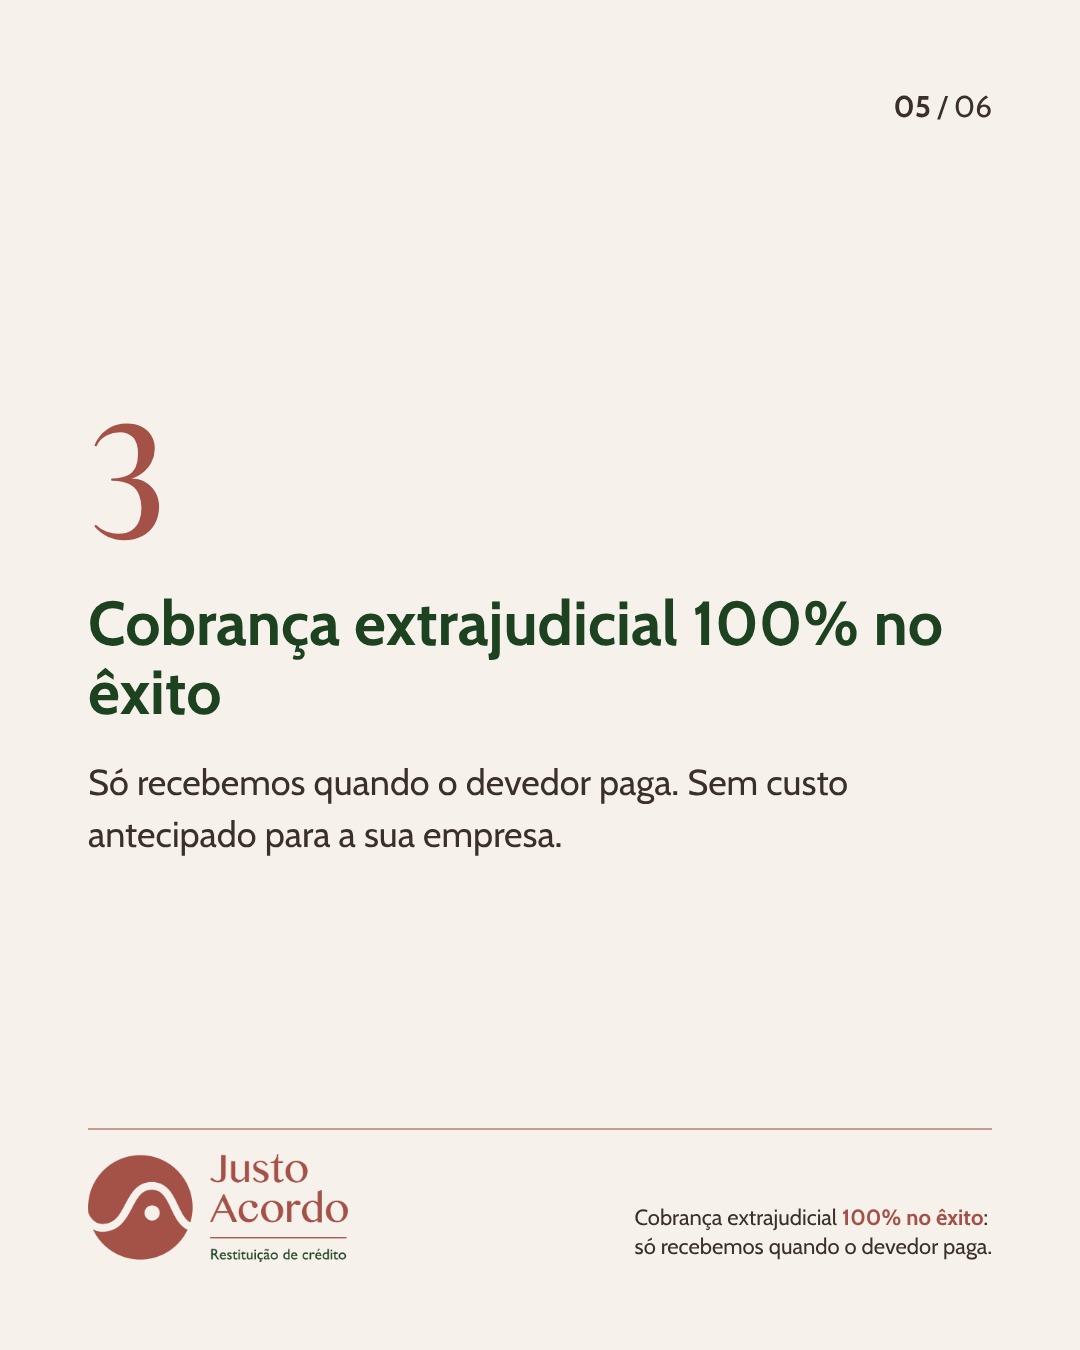 05 / 06
3
Cobrança extrajudicial 100% no
êxito
Só recebemos quando o devedor paga. Sem custo
antecipado para a sua empresa.
Justo
Acordo
Restituição de crédito
Cobrança extrajudicial 100% no êxito:
só recebemos quando o devedor paga.